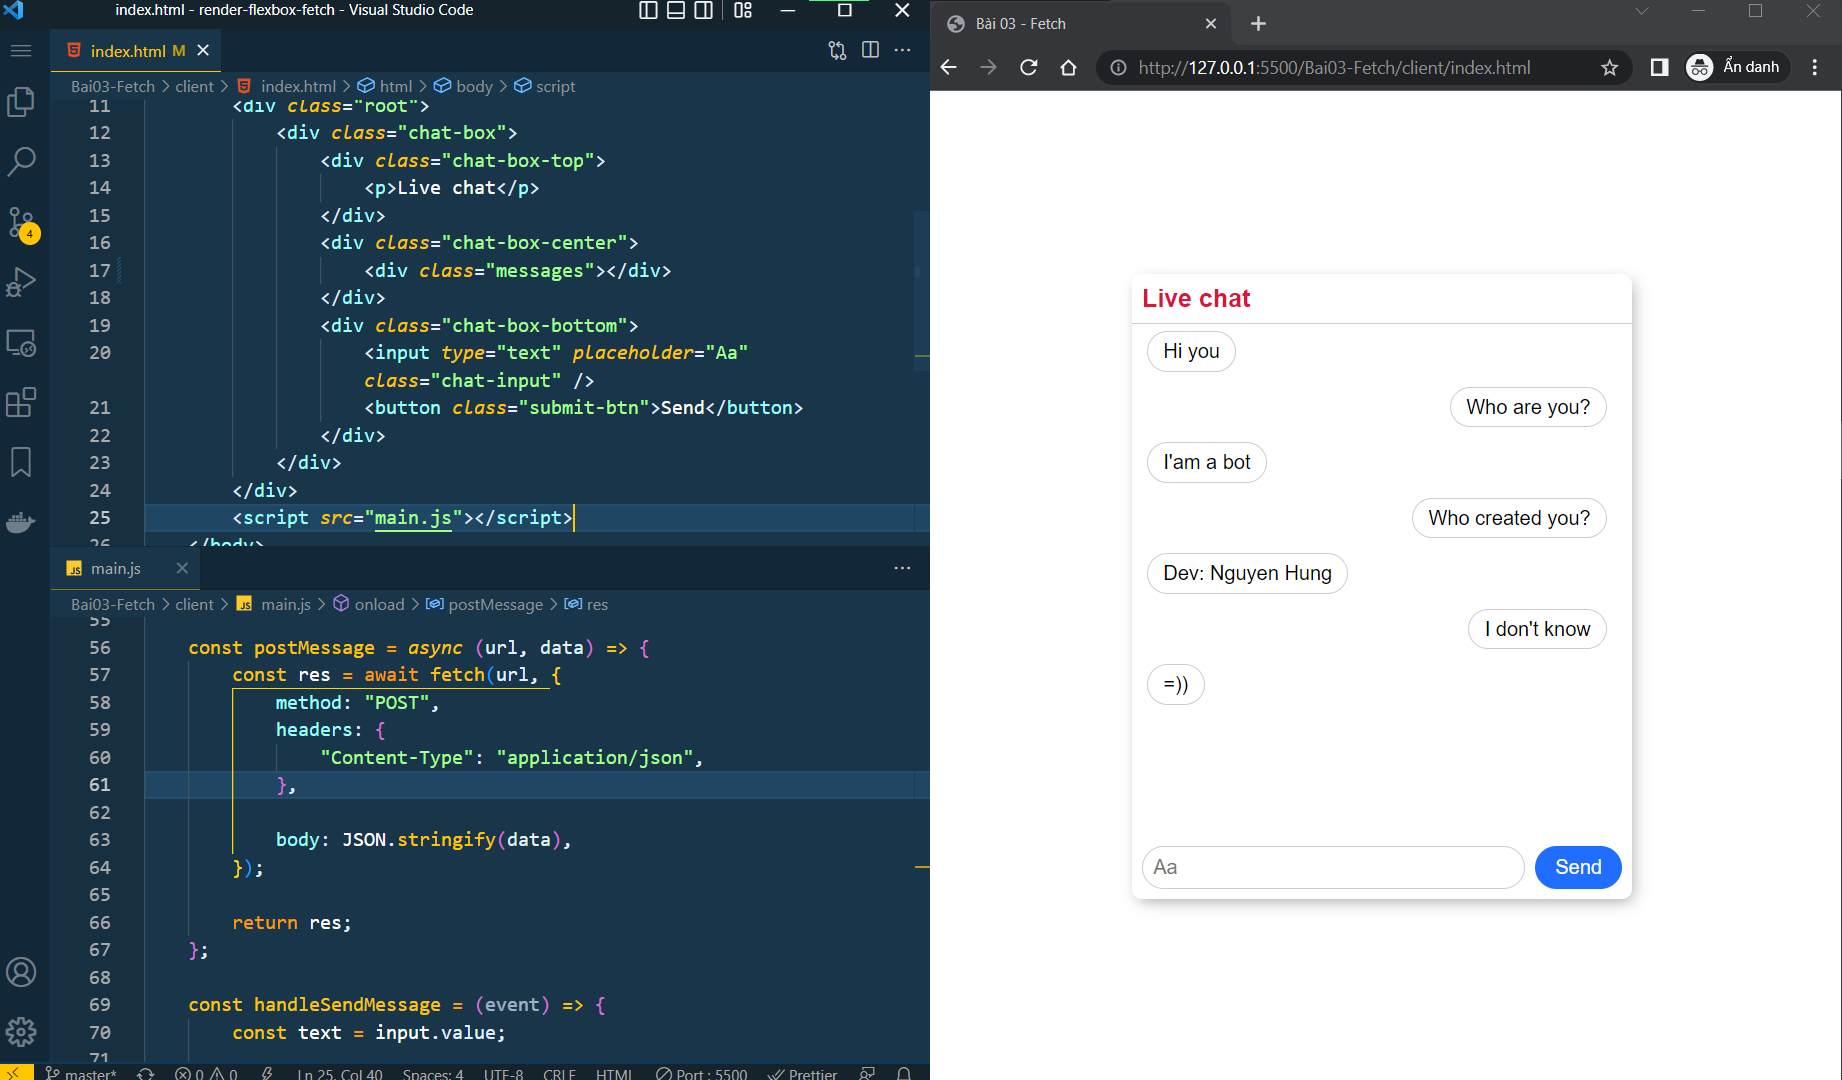 index.html - render-flexbox-fetch - Visual Studio Code
index.html M
Bai03-Fetch > client > index.html > html > body > script
4
11 <div class="root">
12 <div class="chat-box">
13 <div class="chat-box-top">
14 <p>Live chat</p>
15 </div>
16 <div class="chat-box-center">
17 <div class="messages"></div>
18 </div>
19 <div class="chat-box-bottom">
20 <input type="text" placeholder="Aa"
class="chat-input" />
21 <button class="submit-btn">Send</button>
22 </div>
23 </div>
24 </div>
25 <script src="main.js"></script>
26 </body>
JS main.js
Bai03-Fetch > client > JS main.js > onload > postMessage > res
55
56 const postMessage = async (url, data) => {
57 const res = await fetch(url, {
58 method: "POST",
59 headers: {
60 "Content-Type": "application/json",
61 },
62
63 body: JSON.stringify(data),
64 });
65
66 return res;
67 };
68
69 const handleSendMessage = (event) => {
70 const text = input.value;
71
master* 0 0 Ln 25, Col 40 Spaces: 4 UTF-8 CRLF HTML Port : 5500 Prettier
Bài 03 - Fetch
http://127.0.0.1:5500/Bai03-Fetch/client/index.html
Ẩn danh
Live chat
Hi you
Who are you?
I'am a bot
Who created you?
Dev: Nguyen Hung
I don't know
=))
Aa
Send